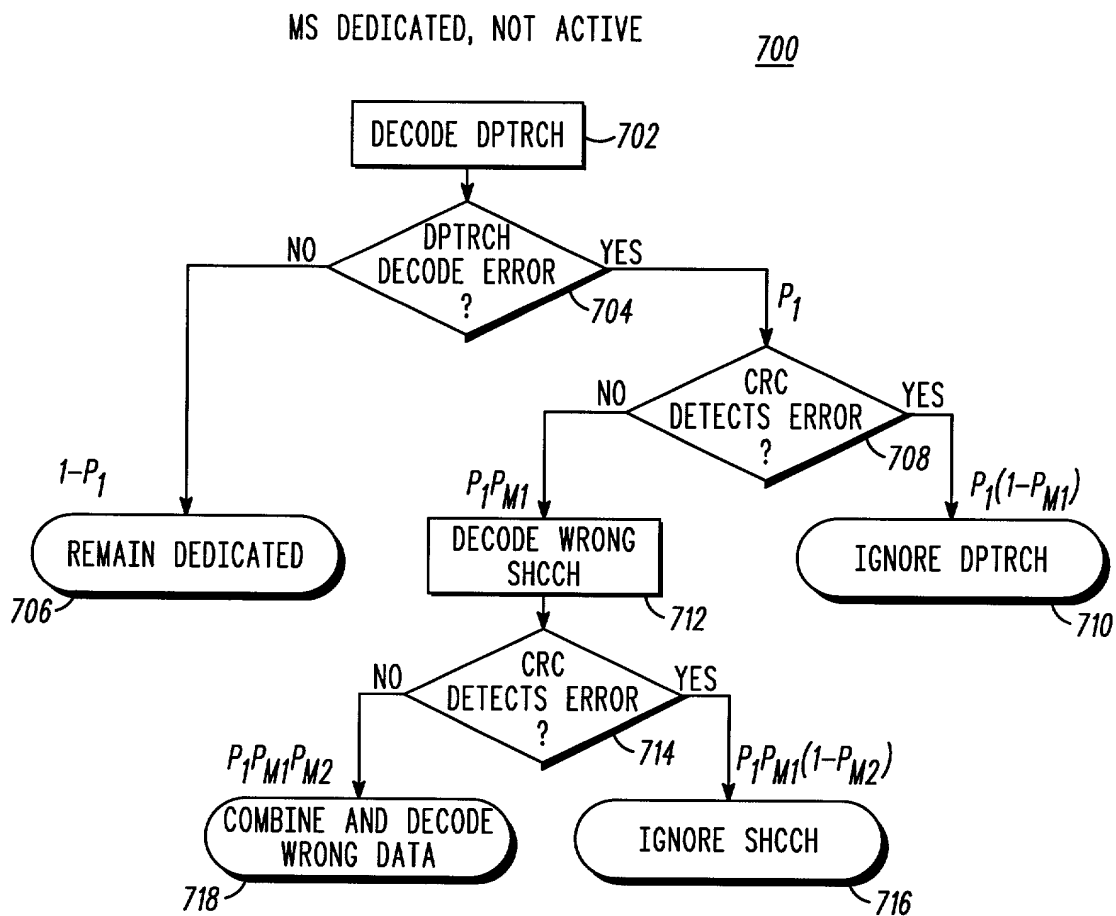 MS DEDICATED, NOT ACTIVE
700
DECODE DPTRCH
702
DPTRCH
DECODE ERROR
?
NO
YES
704
P1
CRC
DETECTS ERROR
?
NO
YES
708
1-P1
P1PM1
P1(1-PM1)
REMAIN DEDICATED
706
DECODE WRONG
SHCCH
712
IGNORE DPTRCH
710
CRC
DETECTS ERROR
?
NO
YES
714
P1PM1PM2
P1PM1(1-PM2)
COMBINE AND DECODE
WRONG DATA
718
IGNORE SHCCH
716